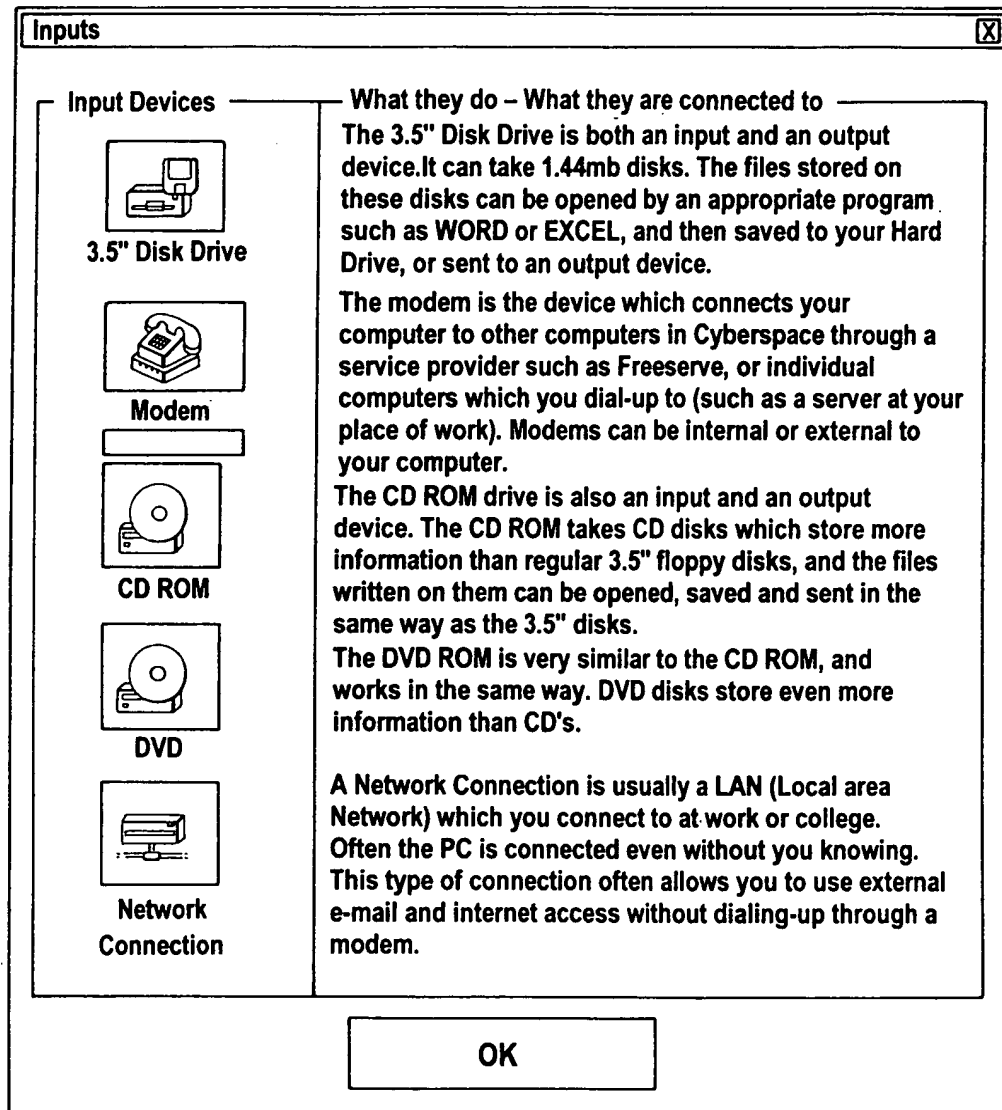 Inputs
X
Input Devices
3.5" Disk Drive
Modem
CD ROM
DVD
Network
Connection
What they do – What they are connected to
The 3.5" Disk Drive is both an input and an output
device.It can take 1.44mb disks. The files stored on
these disks can be opened by an appropriate program
such as WORD or EXCEL, and then saved to your Hard
Drive, or sent to an output device.
The modem is the device which connects your
computer to other computers in Cyberspace through a
service provider such as Freeserve, or individual
computers which you dial-up to (such as a server at your
place of work). Modems can be internal or external to
your computer.
The CD ROM drive is also an input and an output
device. The CD ROM takes CD disks which store more
information than regular 3.5" floppy disks, and the files
written on them can be opened, saved and sent in the
same way as the 3.5" disks.
The DVD ROM is very similar to the CD ROM, and
works in the same way. DVD disks store even more
information than CD's.
A Network Connection is usually a LAN (Local area
Network) which you connect to at work or college.
Often the PC is connected even without you knowing.
This type of connection often allows you to use external
e-mail and internet access without dialing-up through a
modem.
OK